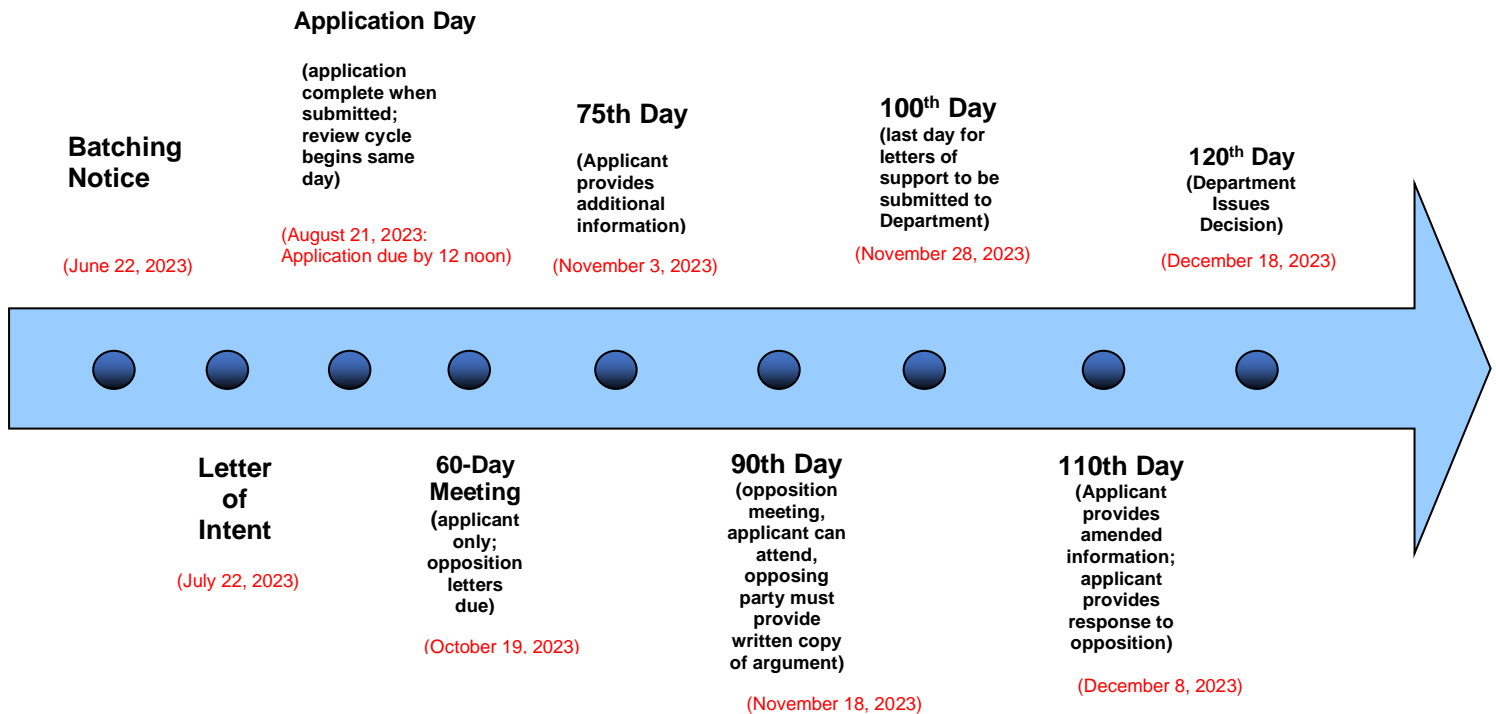 Batching
Notice
(June 22, 2023)
Letter
of
Intent
(July 22, 2023)
Application Day
(application
complete when
submitted;
review cycle
begins same
day)
(August 21, 2023:
Application due by 12 noon)
60-Day
Meeting
(applicant
only;
opposition
letters
due)
(October 19, 2023)
75th Day
(Applicant
provides
additional
information)
(November 3, 2023)
90th Day
(opposition
meeting,
applicant can
attend,
opposing
party must
provide
written copy
of argument)
(November 18, 2023)
100th Day
(last day for
letters of
support to be
submitted to
Department)
(November 28, 2023)
110th Day
(Applicant
provides
amended
information;
applicant
provides
response to
opposition)
(December 8, 2023)
120th Day
(Department
Issues
Decision)
(December 18, 2023)